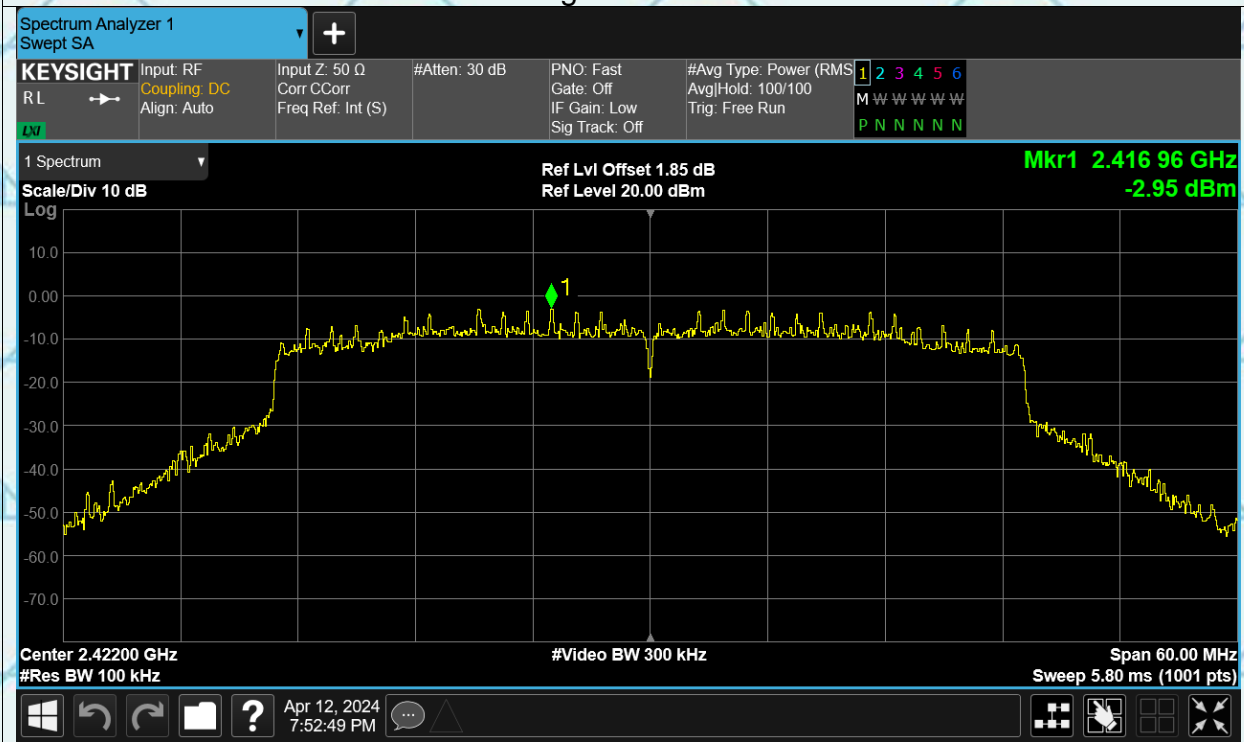 Spectrum Analyzer 1
Swept SA
+
KEYSIGHT
R L
LXI
Input: RF
Coupling: DC
Align: Auto
Input Z: 50 Ω
Corr CCorr
Freq Ref: Int (S)
#Atten: 30 dB
PNO: Fast
Gate: Off
IF Gain: Low
Sig Track: Off
#Avg Type: Power (RMS
Avg|Hold: 100/100
Trig: Free Run
1 2 3 4 5 6
M W W W W W
P N N N N N
1 Spectrum
Scale/Div 10 dB
Log
Ref Lvl Offset 1.85 dB
Ref Level 20.00 dBm
Mkr1 2.416 96 GHz
-2.95 dBm
10.0
0.00
-10.0
-20.0
-30.0
-40.0
-50.0
-60.0
-70.0
1
Center 2.42200 GHz
#Res BW 100 kHz
#Video BW 300 kHz
Span 60.00 MHz
Sweep 5.80 ms (1001 pts)
?
Apr 12, 2024
7:52:49 PM